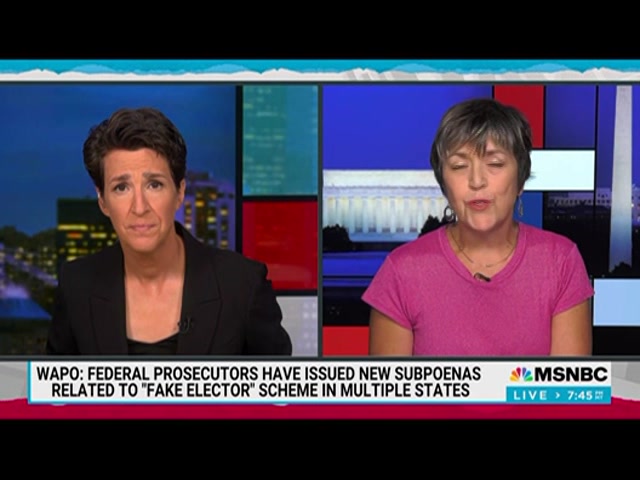 WAPO: FEDERAL PROSECUTORS HAVE ISSUED NEW SUBPOENAS
RELATED TO "FAKE ELECTOR" SCHEME IN MULTIPLE STATES
MSNBC
LIVE > 7:45 PM